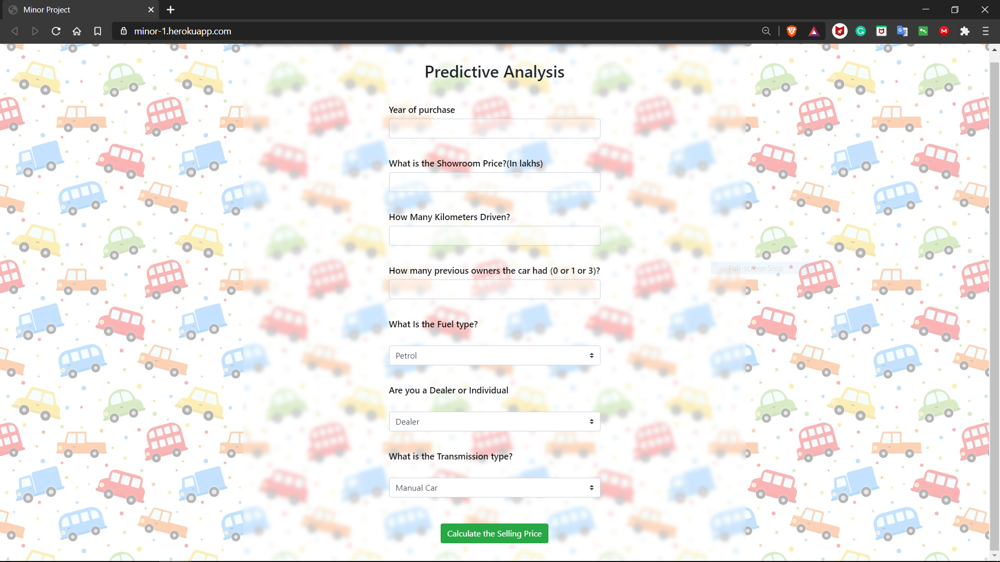 Minor Project
minor-1.herokuapp.com
Predictive Analysis
Year of purchase
What is the Showroom Price?(In lakhs)
How Many Kilometers Driven?
How many previous owners the car had (0 or 1 or 3)?
Full-screen Snip
What Is the Fuel type?
Petrol
Are you a Dealer or Individual
Dealer
What is the Transmission type?
Manual Car
Calculate the Selling Price